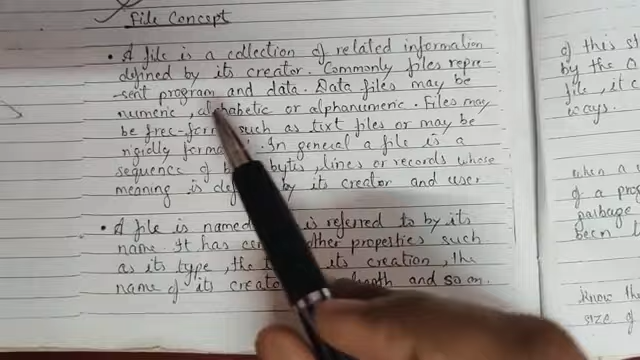 File Concept
• A file is a collection of related information
defined by its creator. Commonly files repre-
-sent program and data. Data files may be
numeric, alphabetic or alphanumeric. Files may
be free-form such as text files or may be
rigidly In general a file is a
sequence of bytes, lines or records whose
meaning is by its creator and user
• A file is named is referred to by its
name. It has other properties such
as its type, the its creation, the
name of its and so on.
of this
by the
file, it
ways.
when a
of a
garbage
been
know the
size of